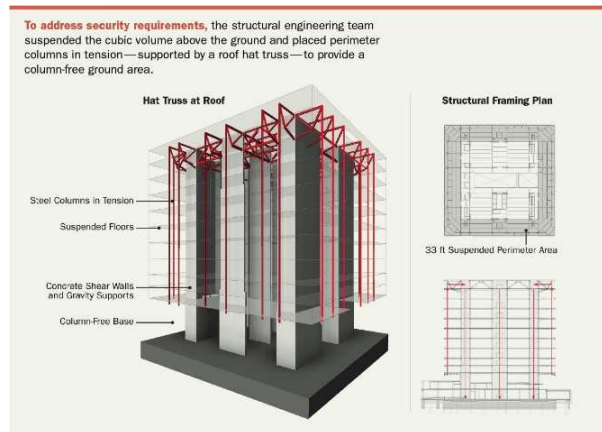 To address security requirements, the structural engineering team
suspended the cubic volume above the ground and placed perimeter
columns in tension—supported by a roof hat truss—to provide a
column-free ground area.
Hat Truss at Roof
Structural Framing Plan
Steel Columns in Tension
Suspended Floors
33 ft Suspended Perimeter Area
Concrete Shear Walls
and Gravity Supports
Column-Free Base